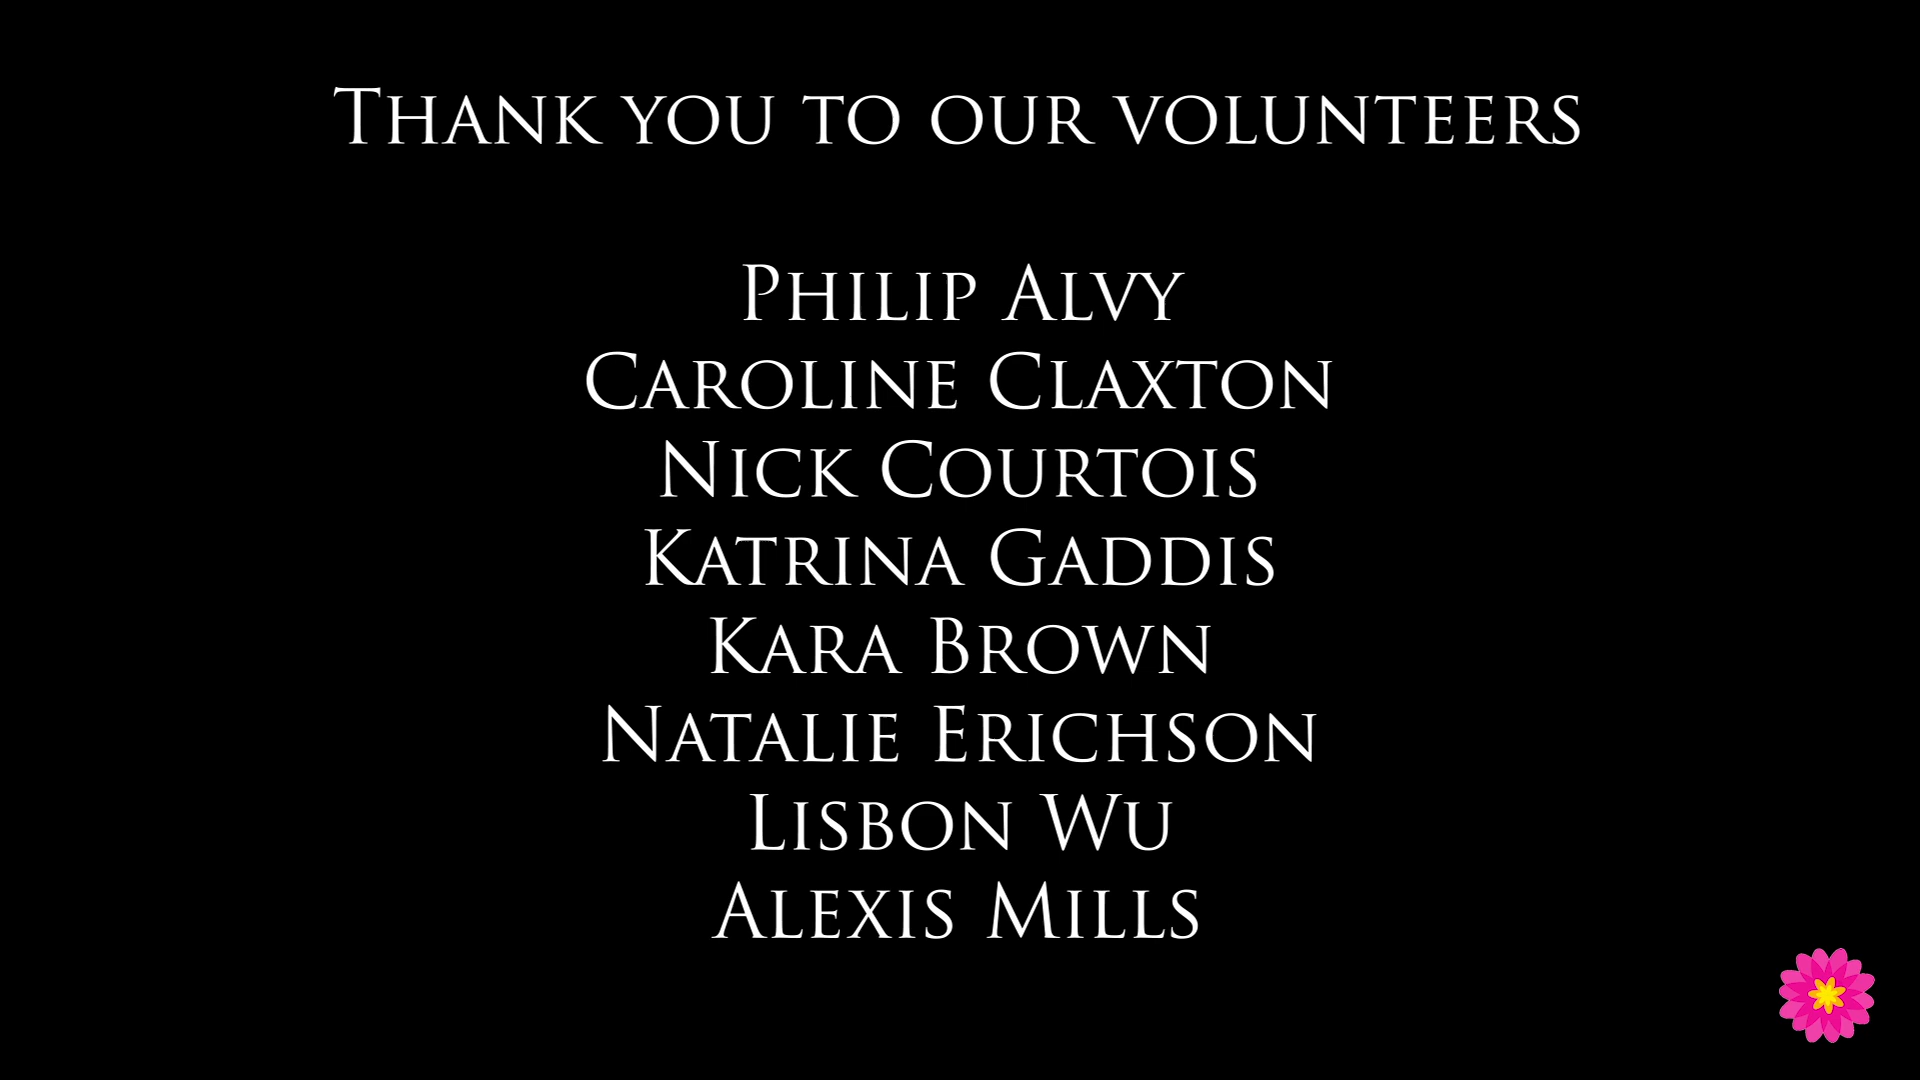 Thank you to our volunteers
Philip Alvy
Caroline Claxton
Nick Courtois
Katrina Gaddis
Kara Brown
Natalie Erichson
Lisbon Wu
Alexis Mills